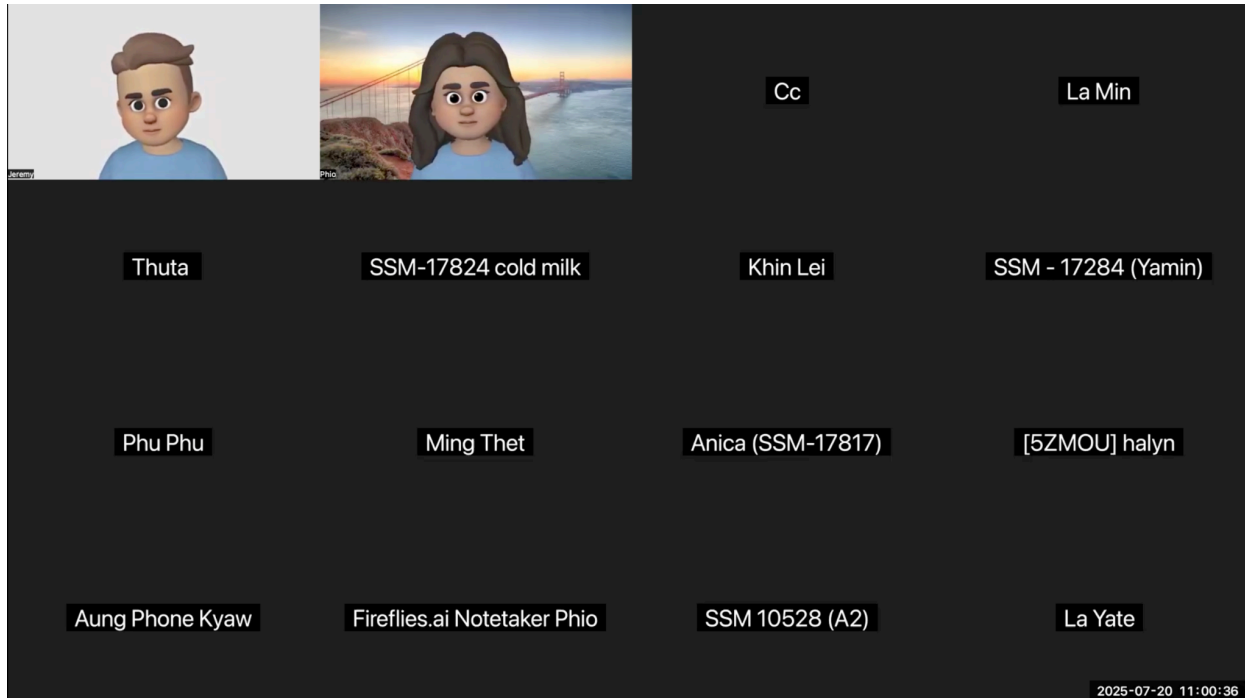 Jeremy
Phio
Cc
La Min
Thuta
SSM-17824 cold milk
Khin Lei
SSM - 17284 (Yamin)
Phu Phu
Ming Thet
Anica (SSM-17817)
[5ZMOU] halyn
Aung Phone Kyaw
Fireflies.ai Notetaker Phio
SSM 10528 (A2)
La Yate
2025-07-20 11:00:36